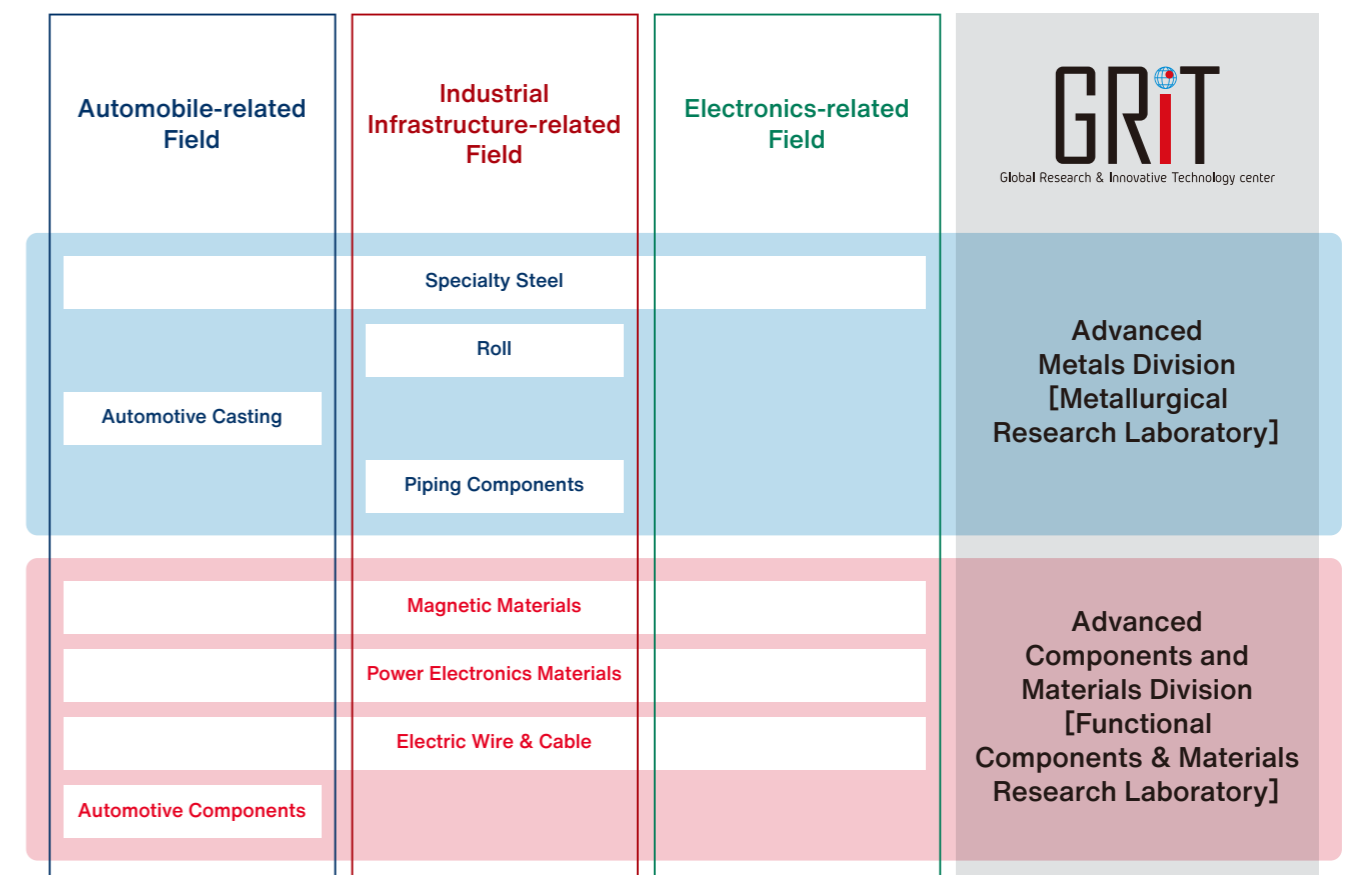 Automobile-related
Field
Industrial
Infrastructure-related
Field
Electronics-related
Field
GRiT
Global Research & Innovative Technology center
Specialty Steel
Roll
Automotive Casting
Piping Components
Advanced
Metals Division
[Metallurgical
Research Laboratory]
Magnetic Materials
Power Electronics Materials
Electric Wire & Cable
Automotive Components
Advanced
Components and
Materials Division
[Functional
Components & Materials
Research Laboratory]